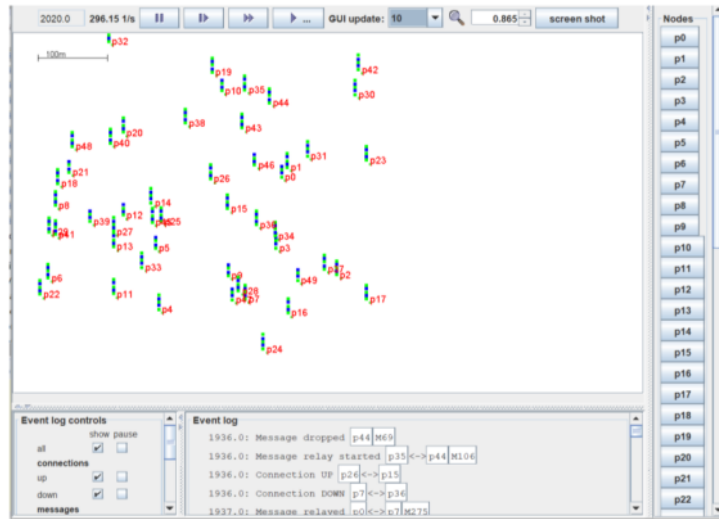 2020.0 296.15 1/s ... GUI update: 10 0.865 screen shot
Nodes
100m
p32
p19
p42
p10
p35
p30
p44
p38
p43
p20
p48
p40
p31
p23
p46
p1
p21
p26
p0
p18
p14
p8
p15
p12
p39
p25
p36
p27
p34
p41
p13
p5
p3
p33
p9
p2
p6
p49
p22
p11
p28
p7
p17
p4
p16
p24
p0
p1
p2
p3
p4
p5
p6
p7
p8
p9
p10
p11
p12
p13
p14
p15
p16
p17
p18
p19
p20
p21
p22
Event log controls
show pause
all
connections
up
down
messages
Event log
1936.0: Message dropped p44 M69
1936.0: Message relay started p35 <-> p44 M106
1936.0: Connection UP p26 <-> p15
1936.0: Connection DOWN p7 <-> p36
1937.0: Message relayed p0 <-> p7 M275